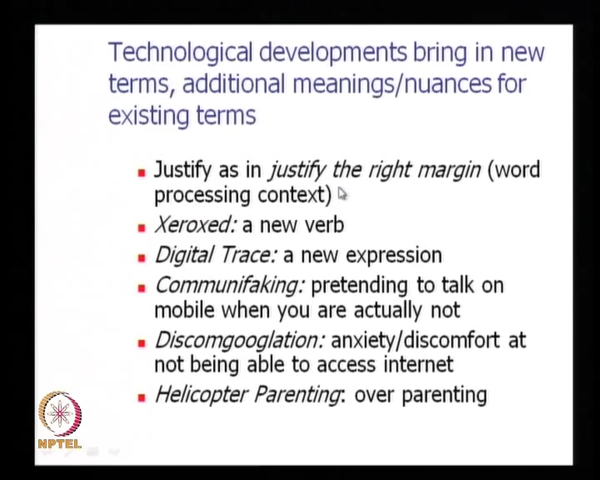 Technological developments bring in new
terms, additional meanings/nuances for
existing terms
Justify as in justify the right margin (word
processing context)
Xeroxed: a new verb
Digital Trace: a new expression
Communifaking: pretending to talk on
mobile when you are actually not
Discomgooglation: anxiety/discomfort at
not being able to access internet
Helicopter Parenting: over parenting
NPTEL